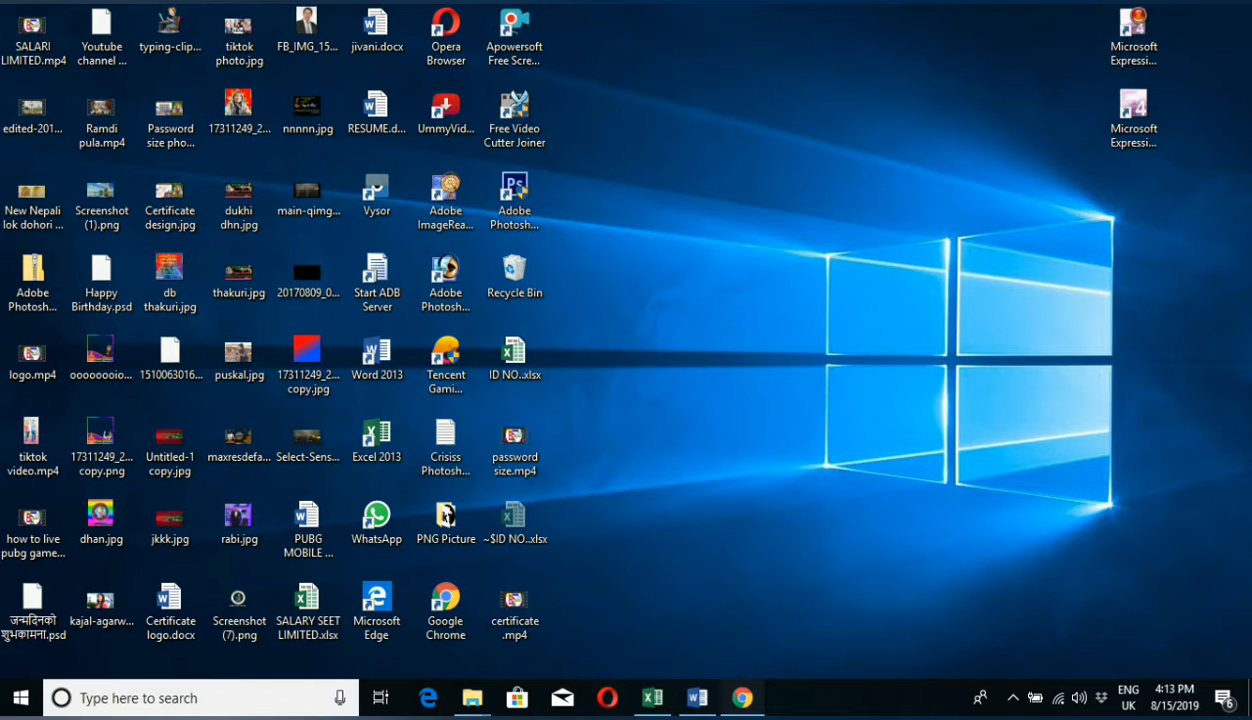 SALARI
LIMITED.mp4
Youtube
channel ...
typing-clip...
tiktok
photo.jpg
FB_IMG_15...
jivani.docx
Opera
Browser
Apowersoft
Free Scre...
Microsoft
Expressi...
edited-201...
Ramdi
pula.mp4
Password
size pho...
17311249_2...
nnnnn.jpg
RESUME.d...
UmmyVid...
Free Video
Cutter Joiner
Microsoft
Expressi...
New Nepali
lok dohori ...
Screenshot
(1).png
Certificate
design.jpg
dukhi
dhn.jpg
main-qimg...
Vysor
Adobe
ImageRea...
Adobe
Photosh...
Adobe
Photosh...
Happy
Birthday.psd
db
thakuri.jpg
thakuri.jpg
20170809_0...
Start ADB
Server
Adobe
Photosh...
Recycle Bin
logo.mp4
oooooooio...
1510063016...
puskal.jpg
17311249_2...
copy.jpg
Word 2013
Tencent
Gami...
ID NO..xlsx
tiktok
video.mp4
17311249_2...
copy.png
Untitled-1
copy.jpg
maxresdefa...
Select-Sens...
Excel 2013
Crisiss
Photosh...
password
size.mp4
how to live
pubg game...
dhan.jpg
jkkk.jpg
rabi.jpg
PUBG
MOBILE ...
WhatsApp
PNG Picture
~$ID NO..xlsx
जन्मदिनको
शुभकामना.psd
kajal-agarw...
Certificate
logo.docx
Screenshot
(7).png
SALARY SEET
LIMITED.xlsx
Microsoft
Edge
Google
Chrome
certificate
.mp4
Type here to search
ENG
UK
4:13 PM
8/15/2019
6